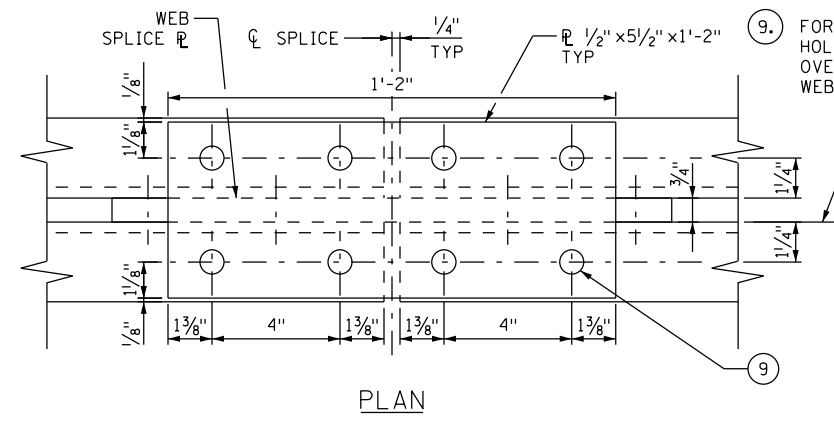 WEB
SPLICE ⅊
℄ SPLICE
1/4"
TYP
⅊ 1/2"x5 1/2"x1'-2"
TYP
9. FOR
HOL
OVE
WEB
1'-2"
1/8"
1 1/8"
3/4"
1 1/4"
1 1/4"
1 1/8"
1/8"
1 3/8" 4" 1 3/8" 1 3/8" 4" 1 3/8"
9
PLAN